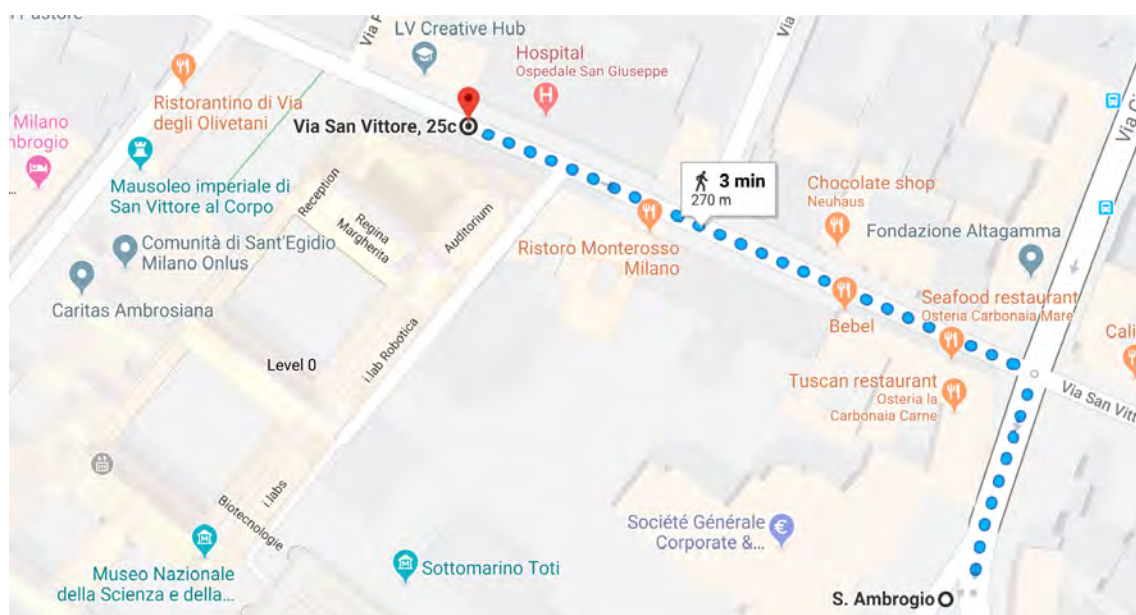 LV Creative Hub
Hospital
Ospedale San Giuseppe
Ristorantino di Via
degli Olivetani
Via San Vittore, 25c
Milano
Mausoleo imperiale di
San Vittore al Corpo
Reception
Regina
Margherita
Auditorium
3 min
270 m
Chocolate shop
Neuhaus
Ristoro Monterosso
Milano
Fondazione Altagamma
Comunità di Sant'Egidio
Milano Onlus
Caritas Ambrosiana
Bebel
Seafood restaurant
Osteria Carbonaia Mare
Cali
i.lab Robotica
Level 0
Tuscan restaurant
Osteria la
Carbonaia Carne
Via San Vitt
i.labs
Biotecnologie
Société Générale
Corporate &...
Museo Nazionale
della Scienza e della...
Sottomarino Toti
S. Ambrogio
Via